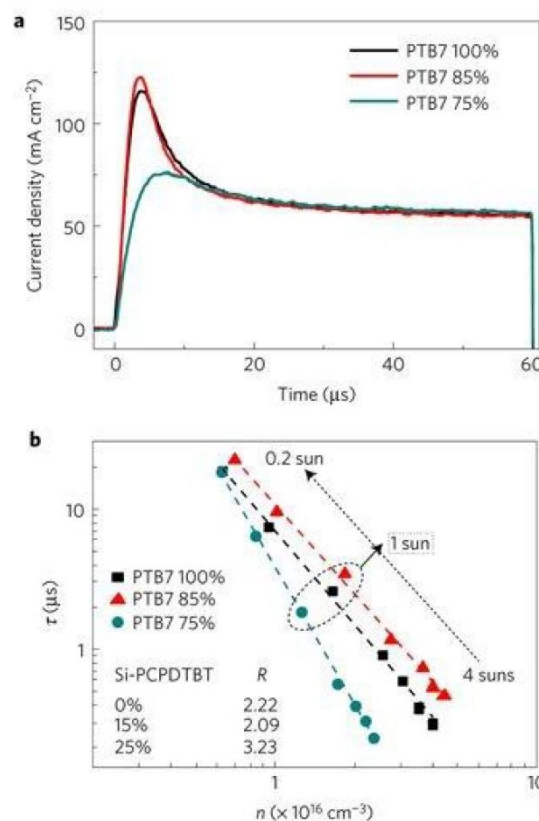 a
150
PTB7 100%
PTB7 85%
PTB7 75%
100
50
0
Current density (mA cm⁻²)
0 20 40 60
Time (μs)
b
0.2 sun
10
1 sun
PTB7 100%
PTB7 85%
PTB7 75%
τ (μs)
1
4 suns
Si-PCPDTBT R
0% 2.22
15% 2.09
25% 3.23
1 10
n (× 10¹⁶ cm⁻³)